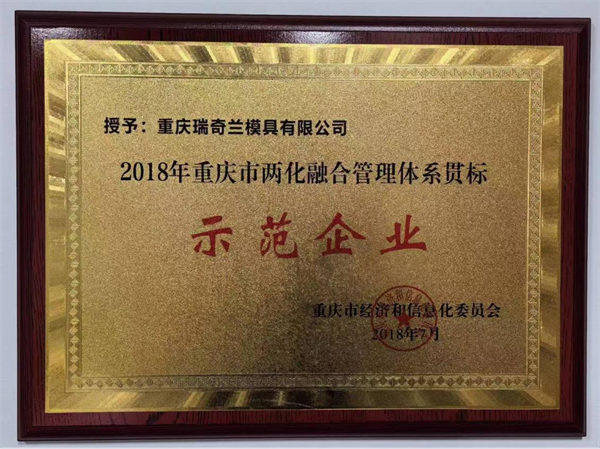 授予：重庆瑞奇兰模具有限公司
2018年重庆市两化融合管理体系贯标
示范企业
重庆市经济和信息化委员会
2018年7月